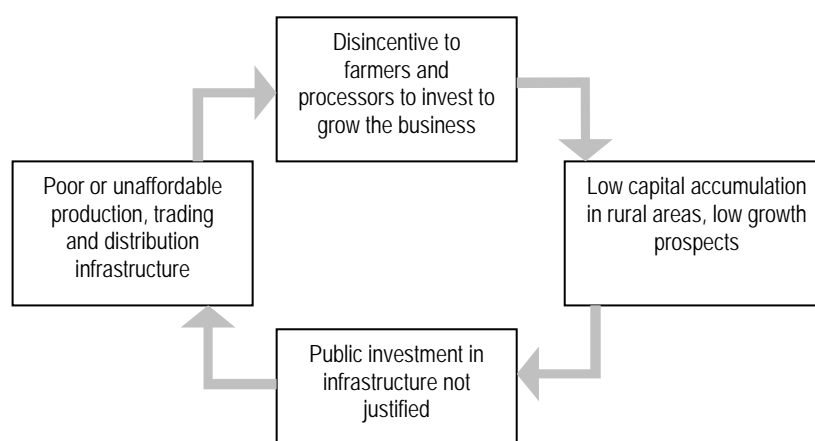 Disincentive to
farmers and
processors to invest to
grow the business
Poor or unaffordable
production, trading
and distribution
infrastructure
Low capital accumulation
in rural areas, low growth
prospects
Public investment in
infrastructure not
justified